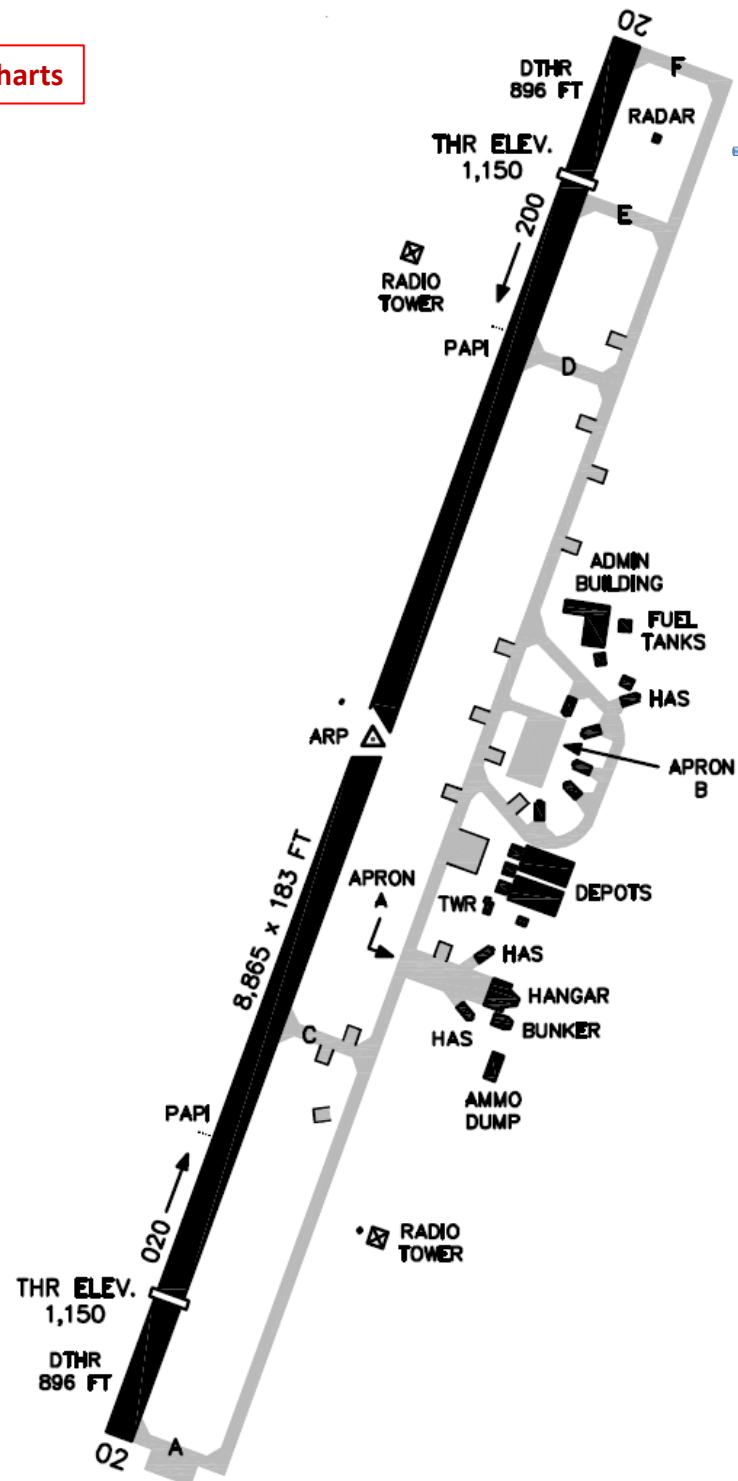 harts
20
DTHR
896 FT
F
RADAR
THR ELEV.
1,150
E
200
RADIO
TOWER
PAPI
D
ADMIN
BUILDING
FUEL
TANKS
HAS
ARP
APRON
B
8,865 x 183 FT
APRON
A
TWR
DEPOTS
HAS
HANGAR
C
HAS
BUNKER
AMMO
DUMP
PAPI
020
RADIO
TOWER
THR ELEV.
1,150
DTHR
896 FT
02
A